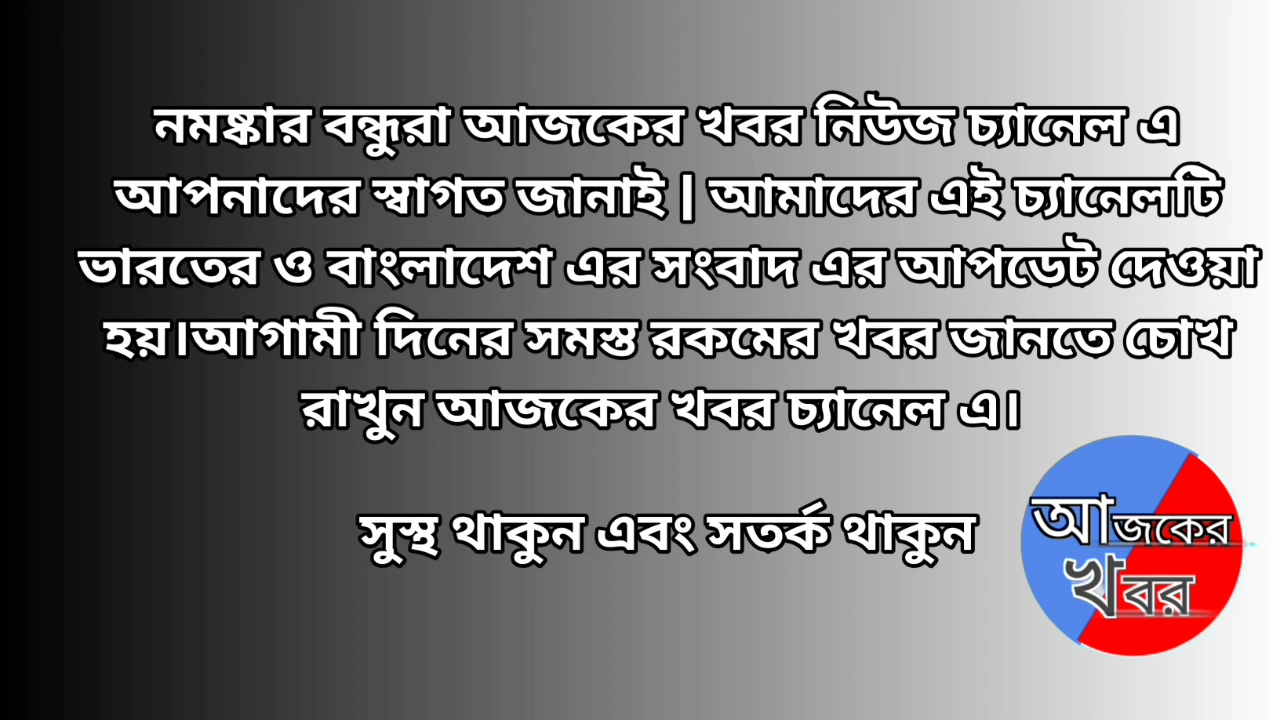 নমষ্কার বন্ধুরা আজকের খবর নিউজ চ্যানেল এ
আপনাদের স্বাগত জানাই | আমাদের এই চ্যানেলটি
ভারতের ও বাংলাদেশ এর সংবাদ এর আপডেট দেওয়া
হয়।আগামী দিনের সমস্ত রকমের খবর জানতে চোখ
রাখুন আজকের খবর চ্যানেল এ।
সুস্থ থাকুন এবং সতর্ক থাকুন
আজকের
খবর